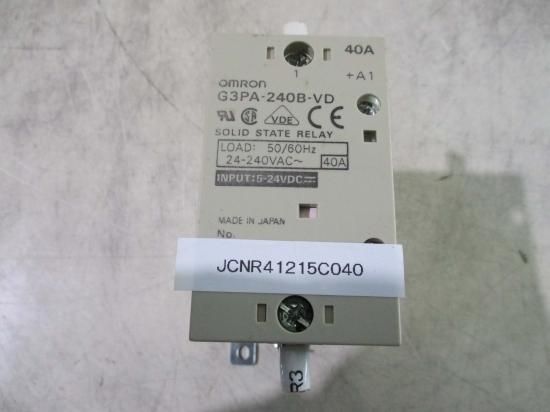 40A
1
+A1
OMRON
G3PA-240B-VD
VDE CE
SOLID STATE RELAY
LOAD: 50/60Hz
24-240VAC~ 40A
INPUT:5-24VDC
MADE IN JAPAN
No.
JCNR41215C040
R3